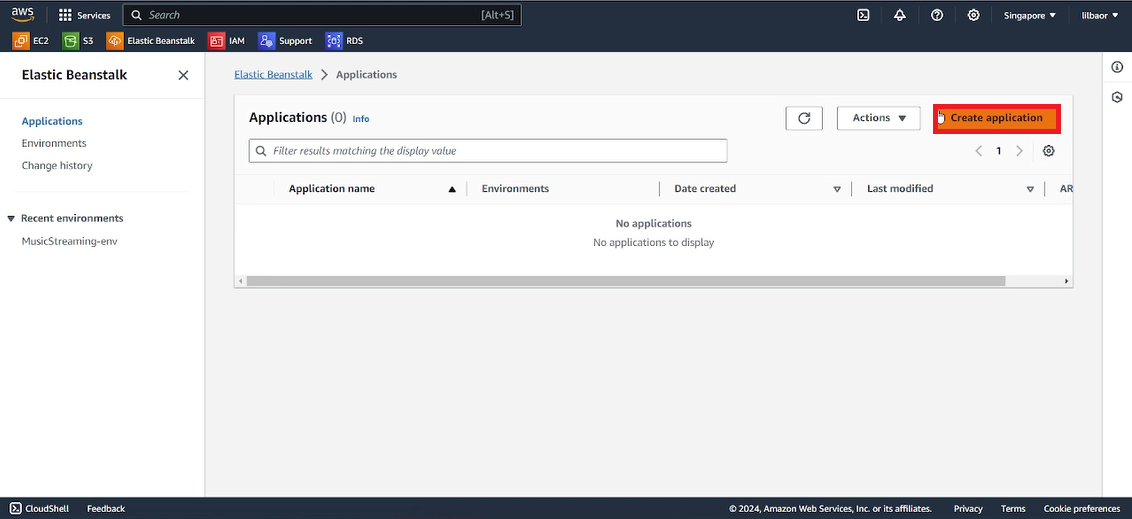 aws
Services
Search
[Alt+S]
Singapore
lilbaor
EC2
S3
Elastic Beanstalk
IAM
Support
RDS
Elastic Beanstalk
Applications
Environments
Change history
Recent environments
MusicStreaming-env
Elastic Beanstalk
Applications
Applications (0) Info
Actions
Create application
Filter results matching the display value
1
Application name
Environments
Date created
Last modified
AR
No applications
No applications to display
CloudShell
Feedback
© 2024, Amazon Web Services, Inc. or its affiliates.
Privacy
Terms
Cookie preferences